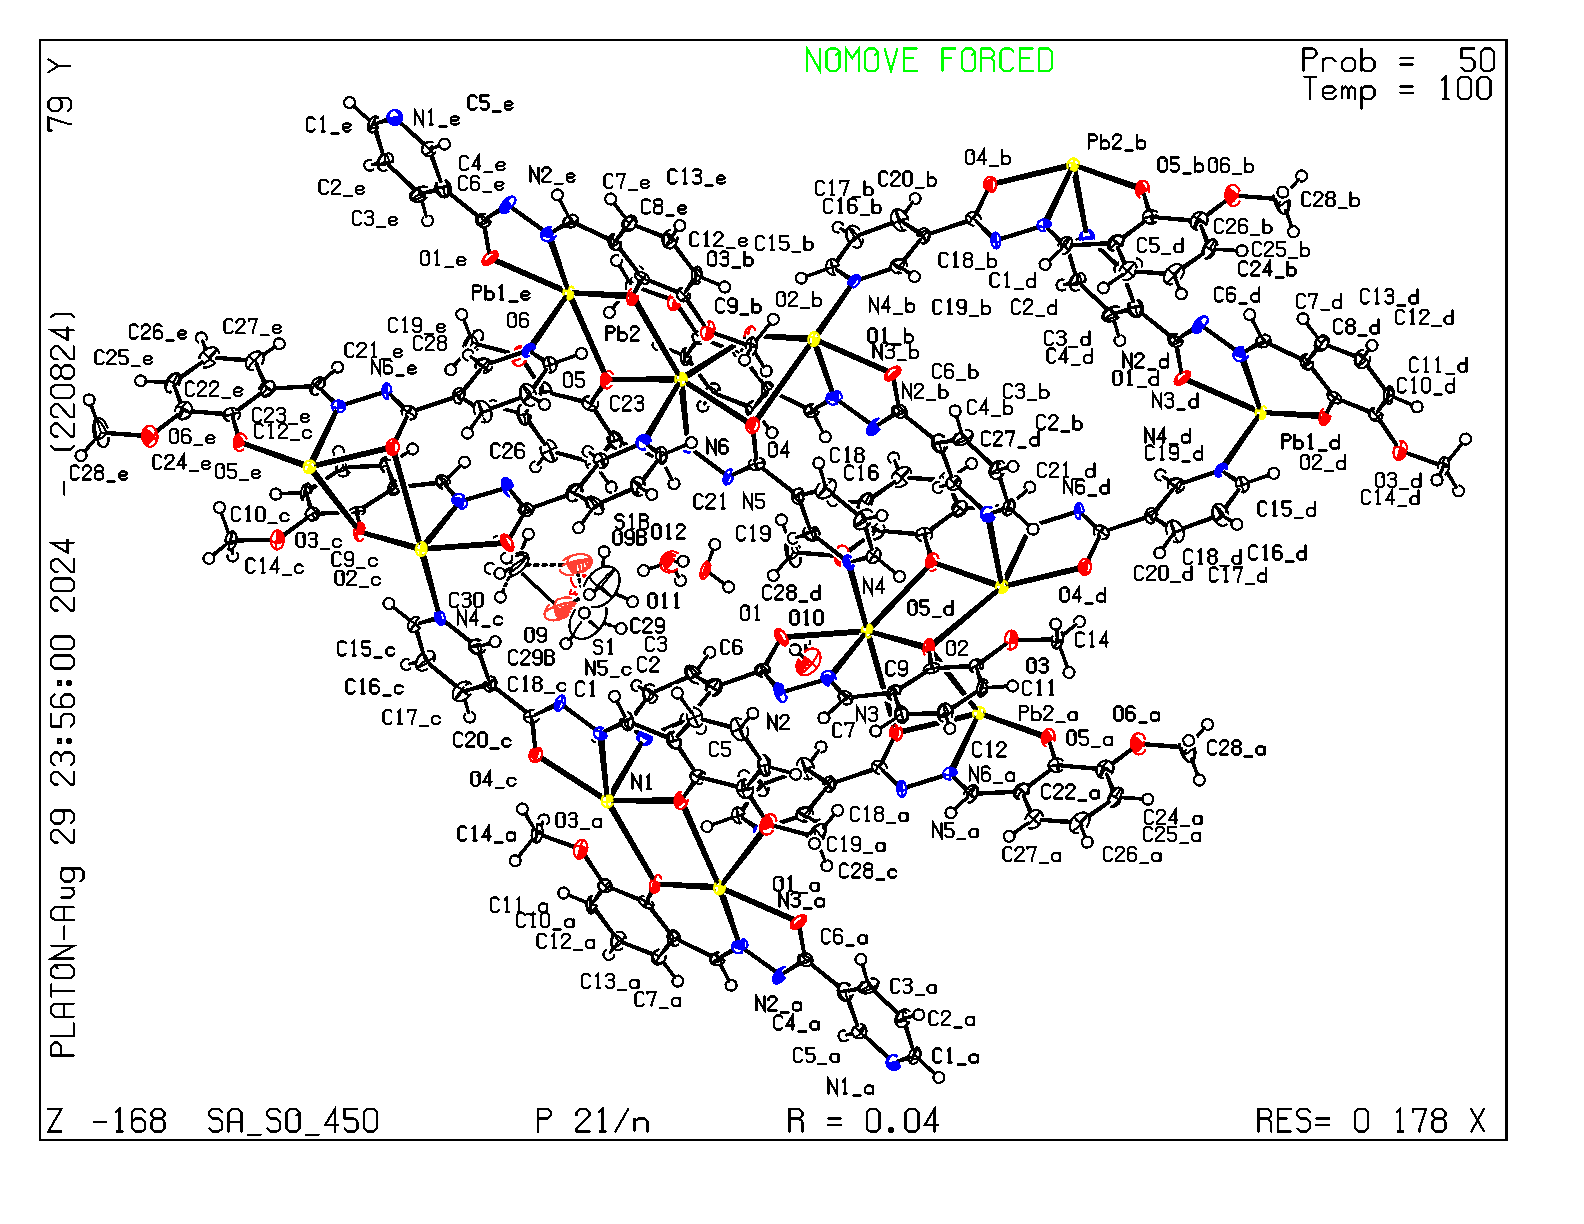 NOMOVE FORCED
Prob = 50
Temp = 100
PLATON-Aug 29 23:56:00 2024 -(220824) 79 Y
C5_e
C1_e
N1_e
Pb2_b
O4_b
O5_b
O6_b
C4_e
N2_e
C7_e
C13_e
C17_b
C20_b
C2_e
C6_e
C28_b
C3_e
C8_e
C16_b
C26_b
C12_e
C15_b
C5_d
C25_b
O1_e
O3_b
C18_b
C24_b
C1_d
Pb1_e
O2_b
C6_d
C13_d
C9_b
N4_b
C19_b
C2_d
C7_d
C12_d
O6
C26_e
C27_e
C19_e
Pb2
O1_b
C3_d
C8_d
C25_e
C28
N3_b
C4_d
C21_e
N2_d
C11_d
N6_e
O5
C6_b
O1_d
C10_d
C22_e
N2_b
C3_b
N3_d
C23
C4_b
C2_b
C23_e
O6_e
C12_c
C26
N6
O4
C27_d
N4_d
Pb1_d
C24_e
C19_d
O2_d
C28_e
O5_e
C18
C16
C21_d
O3_d
C21
N5
N6_d
C14_d
C10_c
S1B
O12
C15_d
O3_c
O9B
C19
C16_d
C14_c
C9_c
C18_d
O2_c
C28_d
N4
C20_d
C17_d
C30
O11
O1
O4_d
N4_c
O10
O5_d
O9
C29
C15_c
C29B
S1
C6
O2
C14
C3
C9
O3
N5_c
C2
C16_c
C18_c
C1
C11
C17_c
N2
N3
C7
Pb2_a
O6_a
C20_c
C5
C12
O5_a
C28_a
O4_c
N1
N6_a
C22_a
O3_a
C18_a
N5_a
C24_a
C14_a
C19_a
C25_a
C27_a
C26_a
C28_c
O1_a
C11_a
N3_a
C10_a
C12_a
C6_a
C13_a
C7_a
C3_a
N2_a
C4_a
C2_a
C5_a
C1_a
N1_a
Z -168 SA_SO_450 P 21/n R = 0.04 RES= 0 178 X